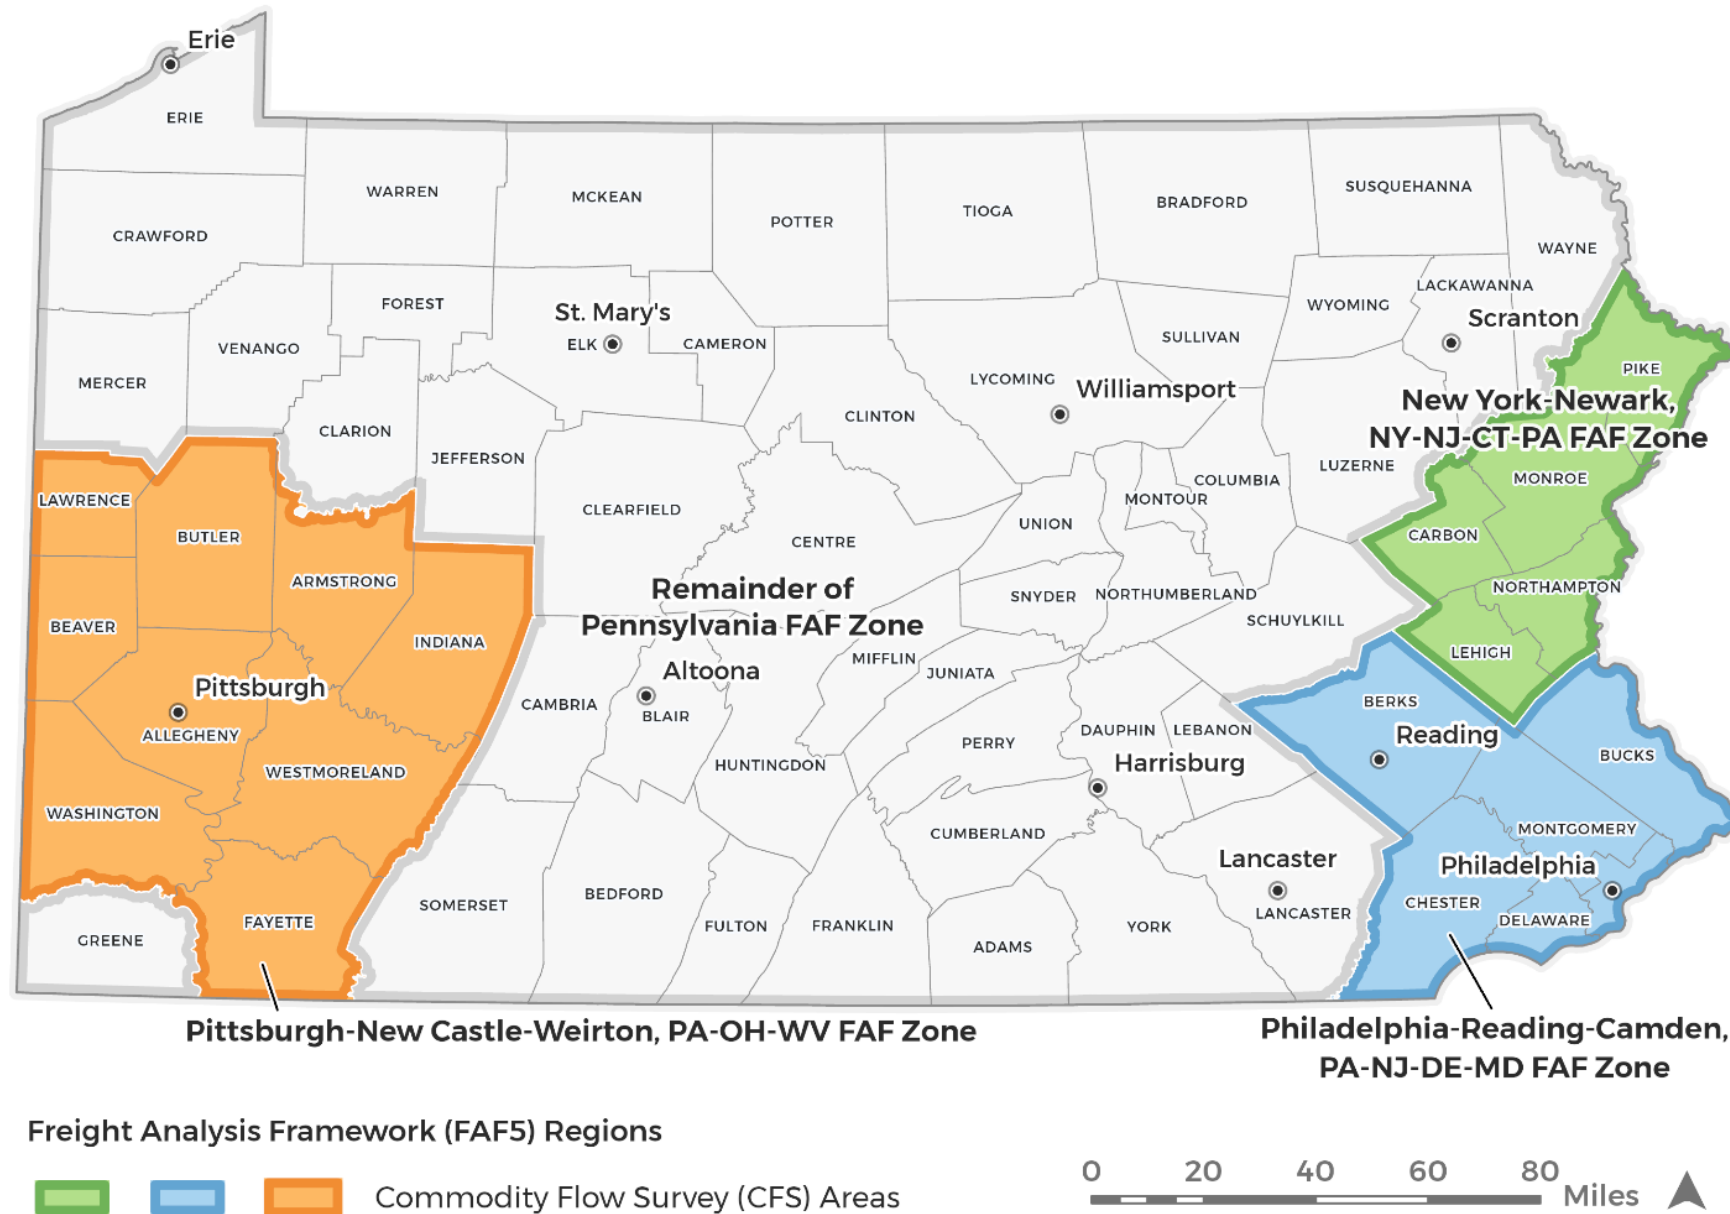 Erie
ERIE
WARREN
MCKEAN
POTTER
TIOGA
BRADFORD
SUSQUEHANNA
WAYNE
CRAWFORD
FOREST
St. Mary's
ELK
CAMERON
SULLIVAN
WYOMING
LACKAWANNA
Scranton
PIKE
MERCER
VENANGO
CLARION
JEFFERSON
CLINTON
LYCOMING
Williamsport
New York-Newark,
NY-NJ-CT-PA FAF Zone
LUZERNE
MONROE
COLUMBIA
MONTOUR
UNION
CARBON
LAWRENCE
BUTLER
CLEARFIELD
CENTRE
ARMSTRONG
BEAVER
INDIANA
Remainder of
Pennsylvania FAF Zone
SNYDER
NORTHUMBERLAND
NORTHAMPTON
SCHUYLKILL
LEHIGH
MIFFLIN
JUNIATA
Altoona
BLAIR
CAMBRIA
Pittsburgh
ALLEGHENY
WESTMORELAND
HUNTINGDON
PERRY
DAUPHIN
LEBANON
Harrisburg
BERKS
Reading
BUCKS
WASHINGTON
CUMBERLAND
MONTGOMERY
Lancaster
LANCASTER
Philadelphia
CHESTER
DELAWARE
GREENE
FAYETTE
SOMERSET
BEDFORD
FULTON
FRANKLIN
ADAMS
YORK
Pittsburgh-New Castle-Weirton, PA-OH-WV FAF Zone
Philadelphia-Reading-Camden,
PA-NJ-DE-MD FAF Zone
Freight Analysis Framework (FAF5) Regions
Commodity Flow Survey (CFS) Areas
0 20 40 60 80
Miles